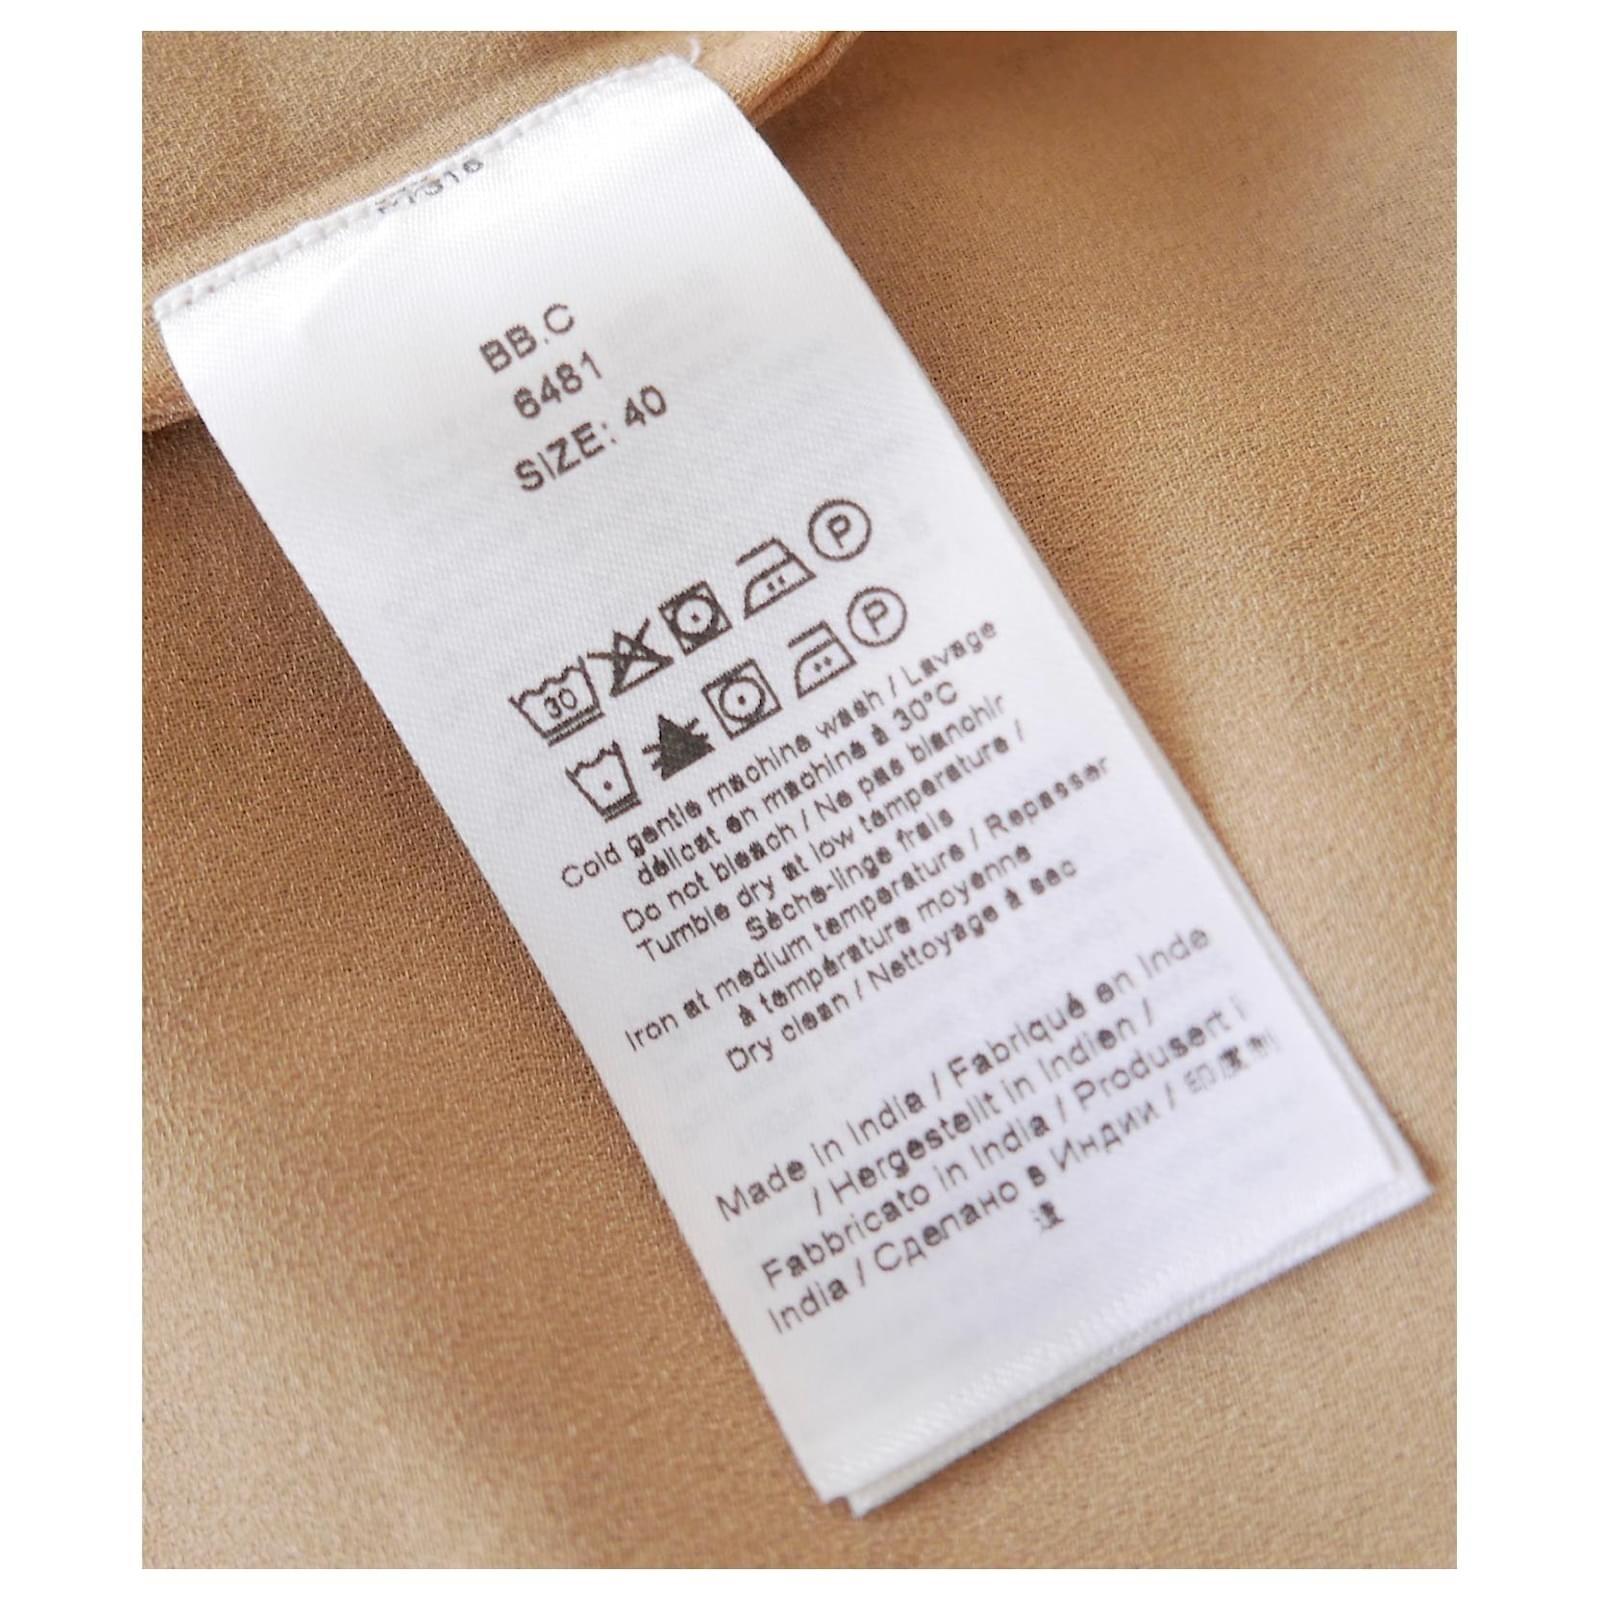 BB.C
6481
SIZE: 40
30 P
P
Cold gentle machine wash / Lavage
délicat en machine à 30°C
Do not bleach / Ne pas blanchir
Tumble dry at low temperature /
Sèche-linge frais
Iron at medium temperature / Repasser
à température moyenne
Dry clean / Nettoyage à sec
Made in India / Fabriqué en Inde
/ Hergestellt in Indien /
Fabbricato in India / Produsert i
India / Сделано в Индии / 印度制
造